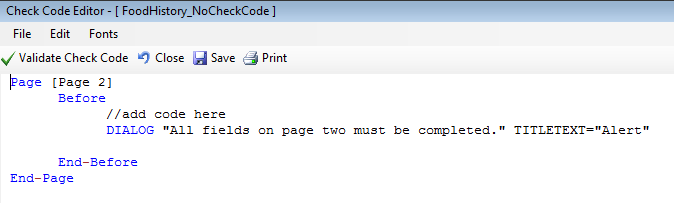 Check Code Editor - [ FoodHistory_NoCheckCode ]
File Edit Fonts
Validate Check Code Close Save Print
Page [Page 2]
Before
//add code here
DIALOG "All fields on page two must be completed." TITLETEXT="Alert"
End-Before
End-Page